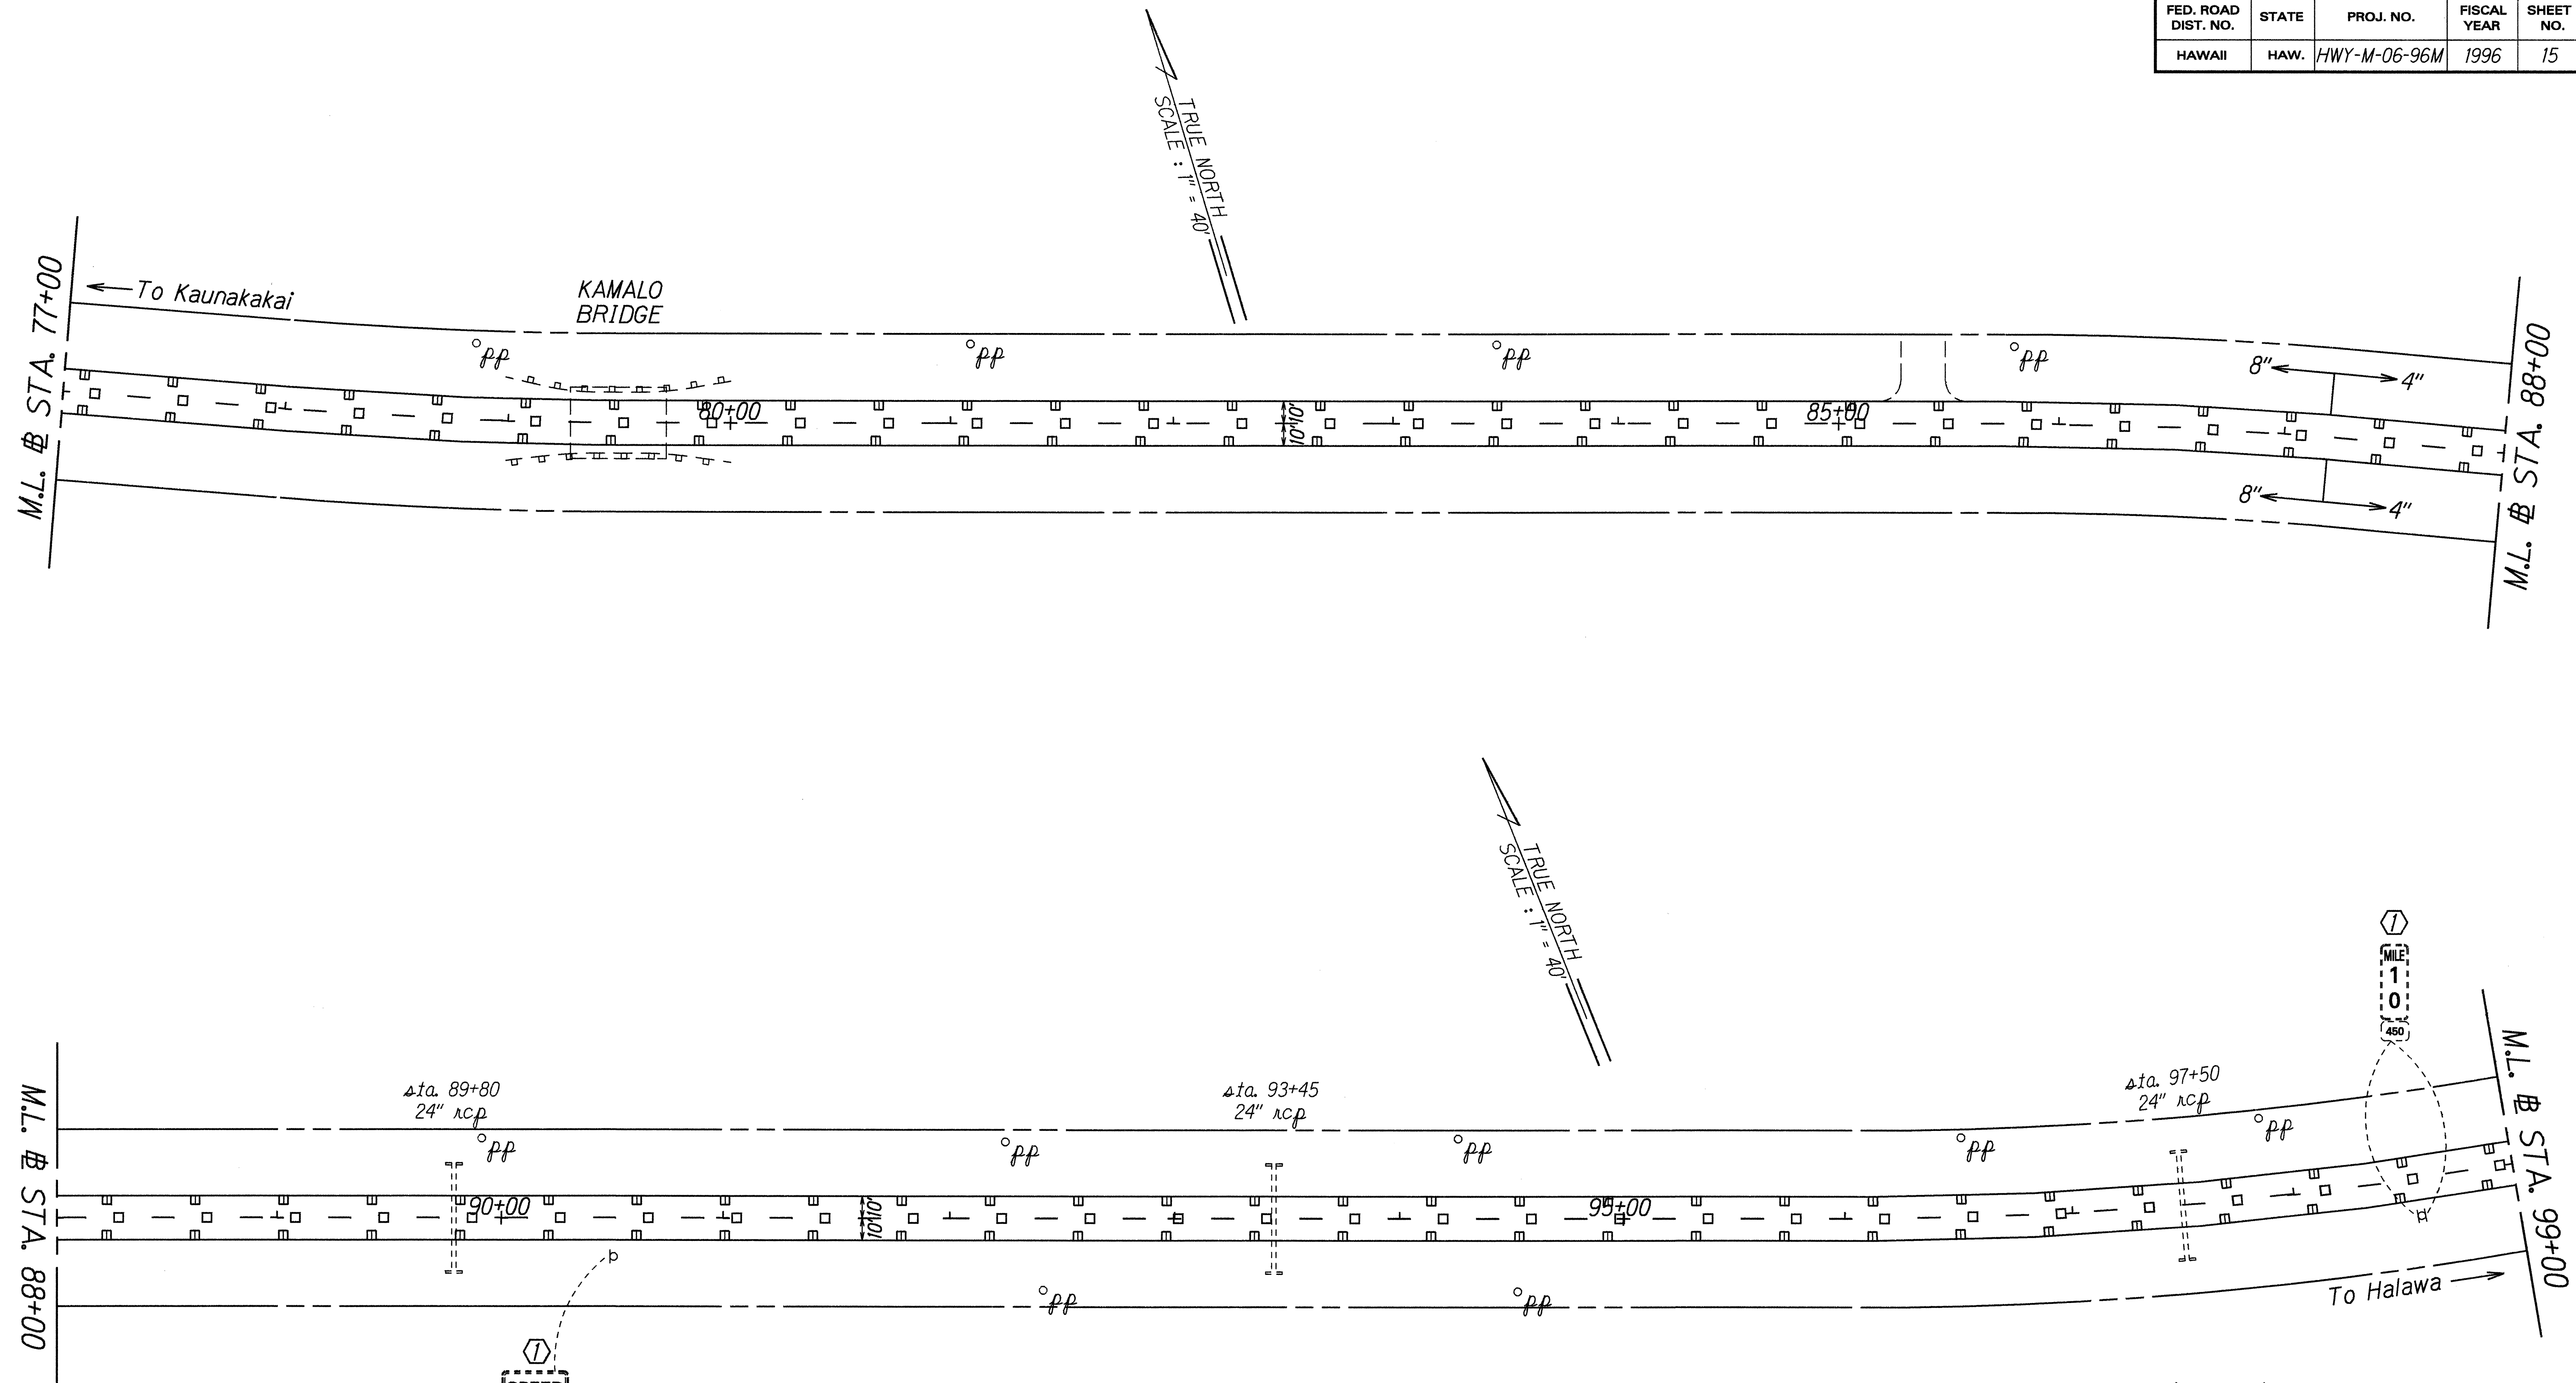 FED. ROAD DIST. NO. STATE PROJ. NO. FISCAL YEAR SHEET NO.
HAWAII HAW. HWY-M-06-96M 1996 15
TRUE NORTH
SCALE : 1" = 40'
M.L. ⅊ STA. 77+00
To Kaunakakai
KAMALO
BRIDGE
pp
pp
pp
pp
8" 4"
80+00
10' 10'
85+00
8" 4"
M.L. ⅊ STA. 88+00
TRUE NORTH
SCALE : 1" = 40'
1
MILE
1
0
450
M.L. ⅊ STA. 88+00
sta. 89+80
24" rcp
sta. 93+45
24" rcp
sta. 97+50
24" rcp
pp
pp
pp
pp
pp
90+00
10' 10'
95+00
pp
pp
To Halawa
M.L. ⅊ STA. 99+00
1